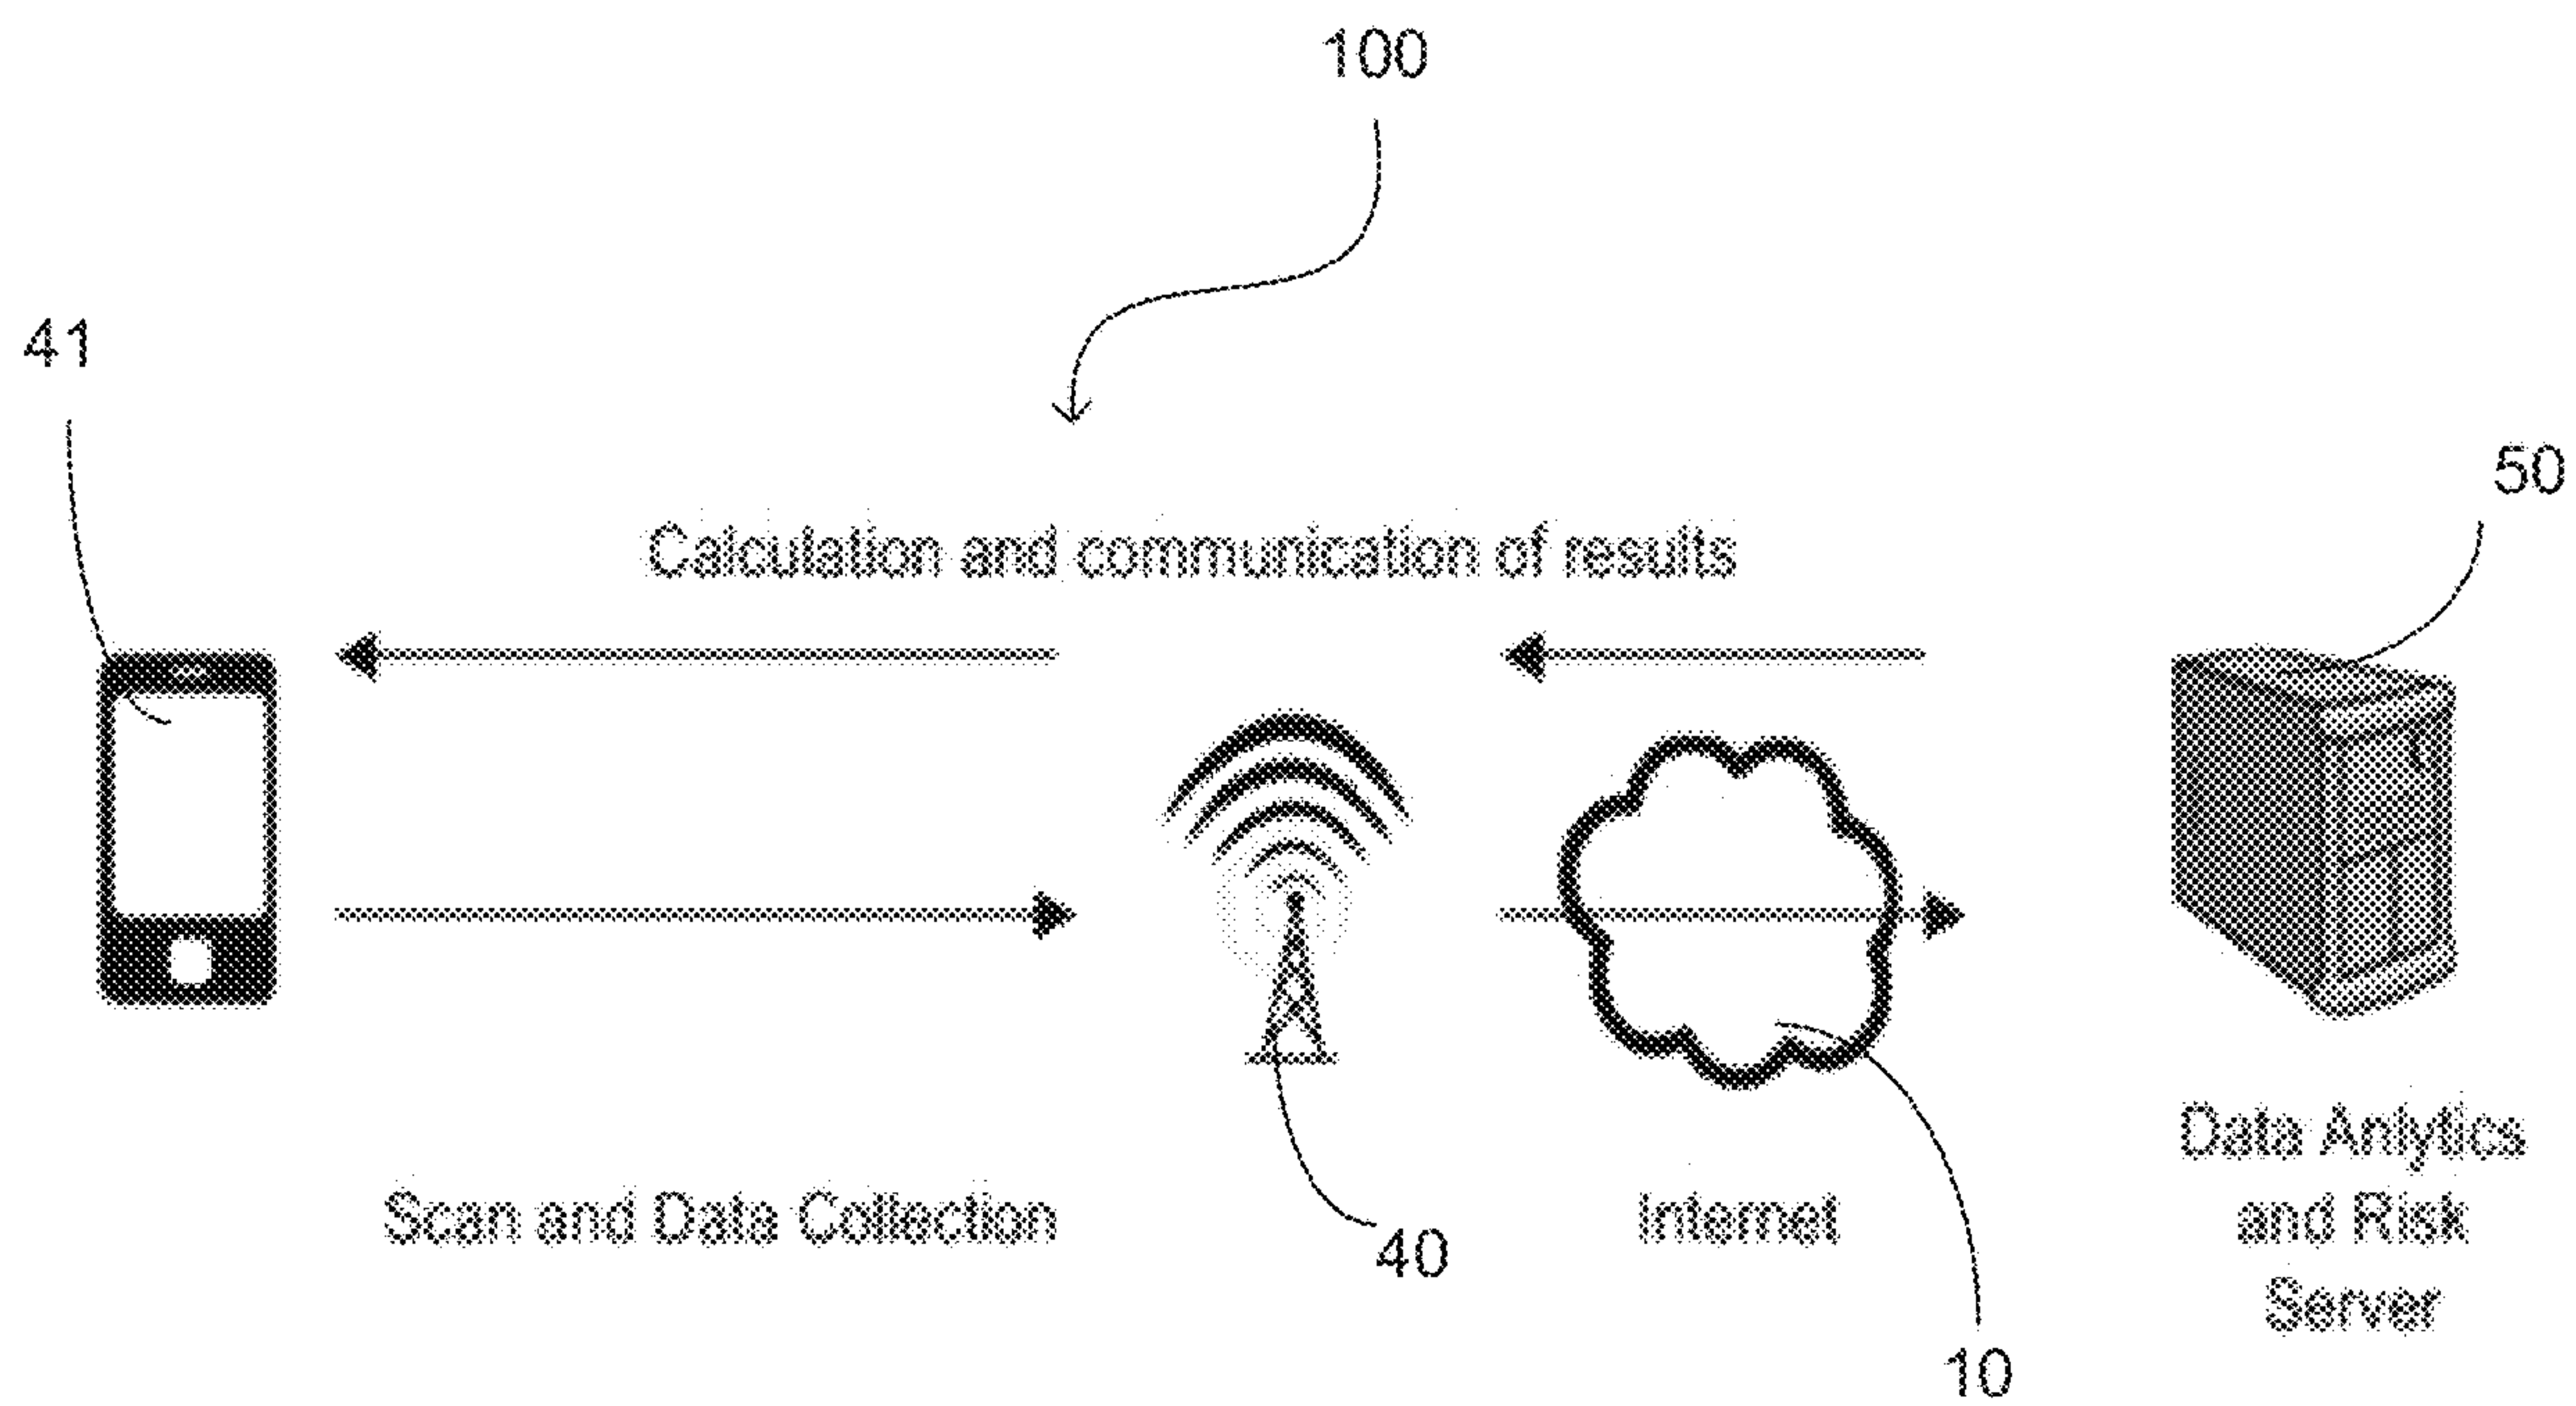 100
41
50
Calculation and communication of results
Data Anlytics
and Risk
Server
Scan and Data Collection
Internet
40
10